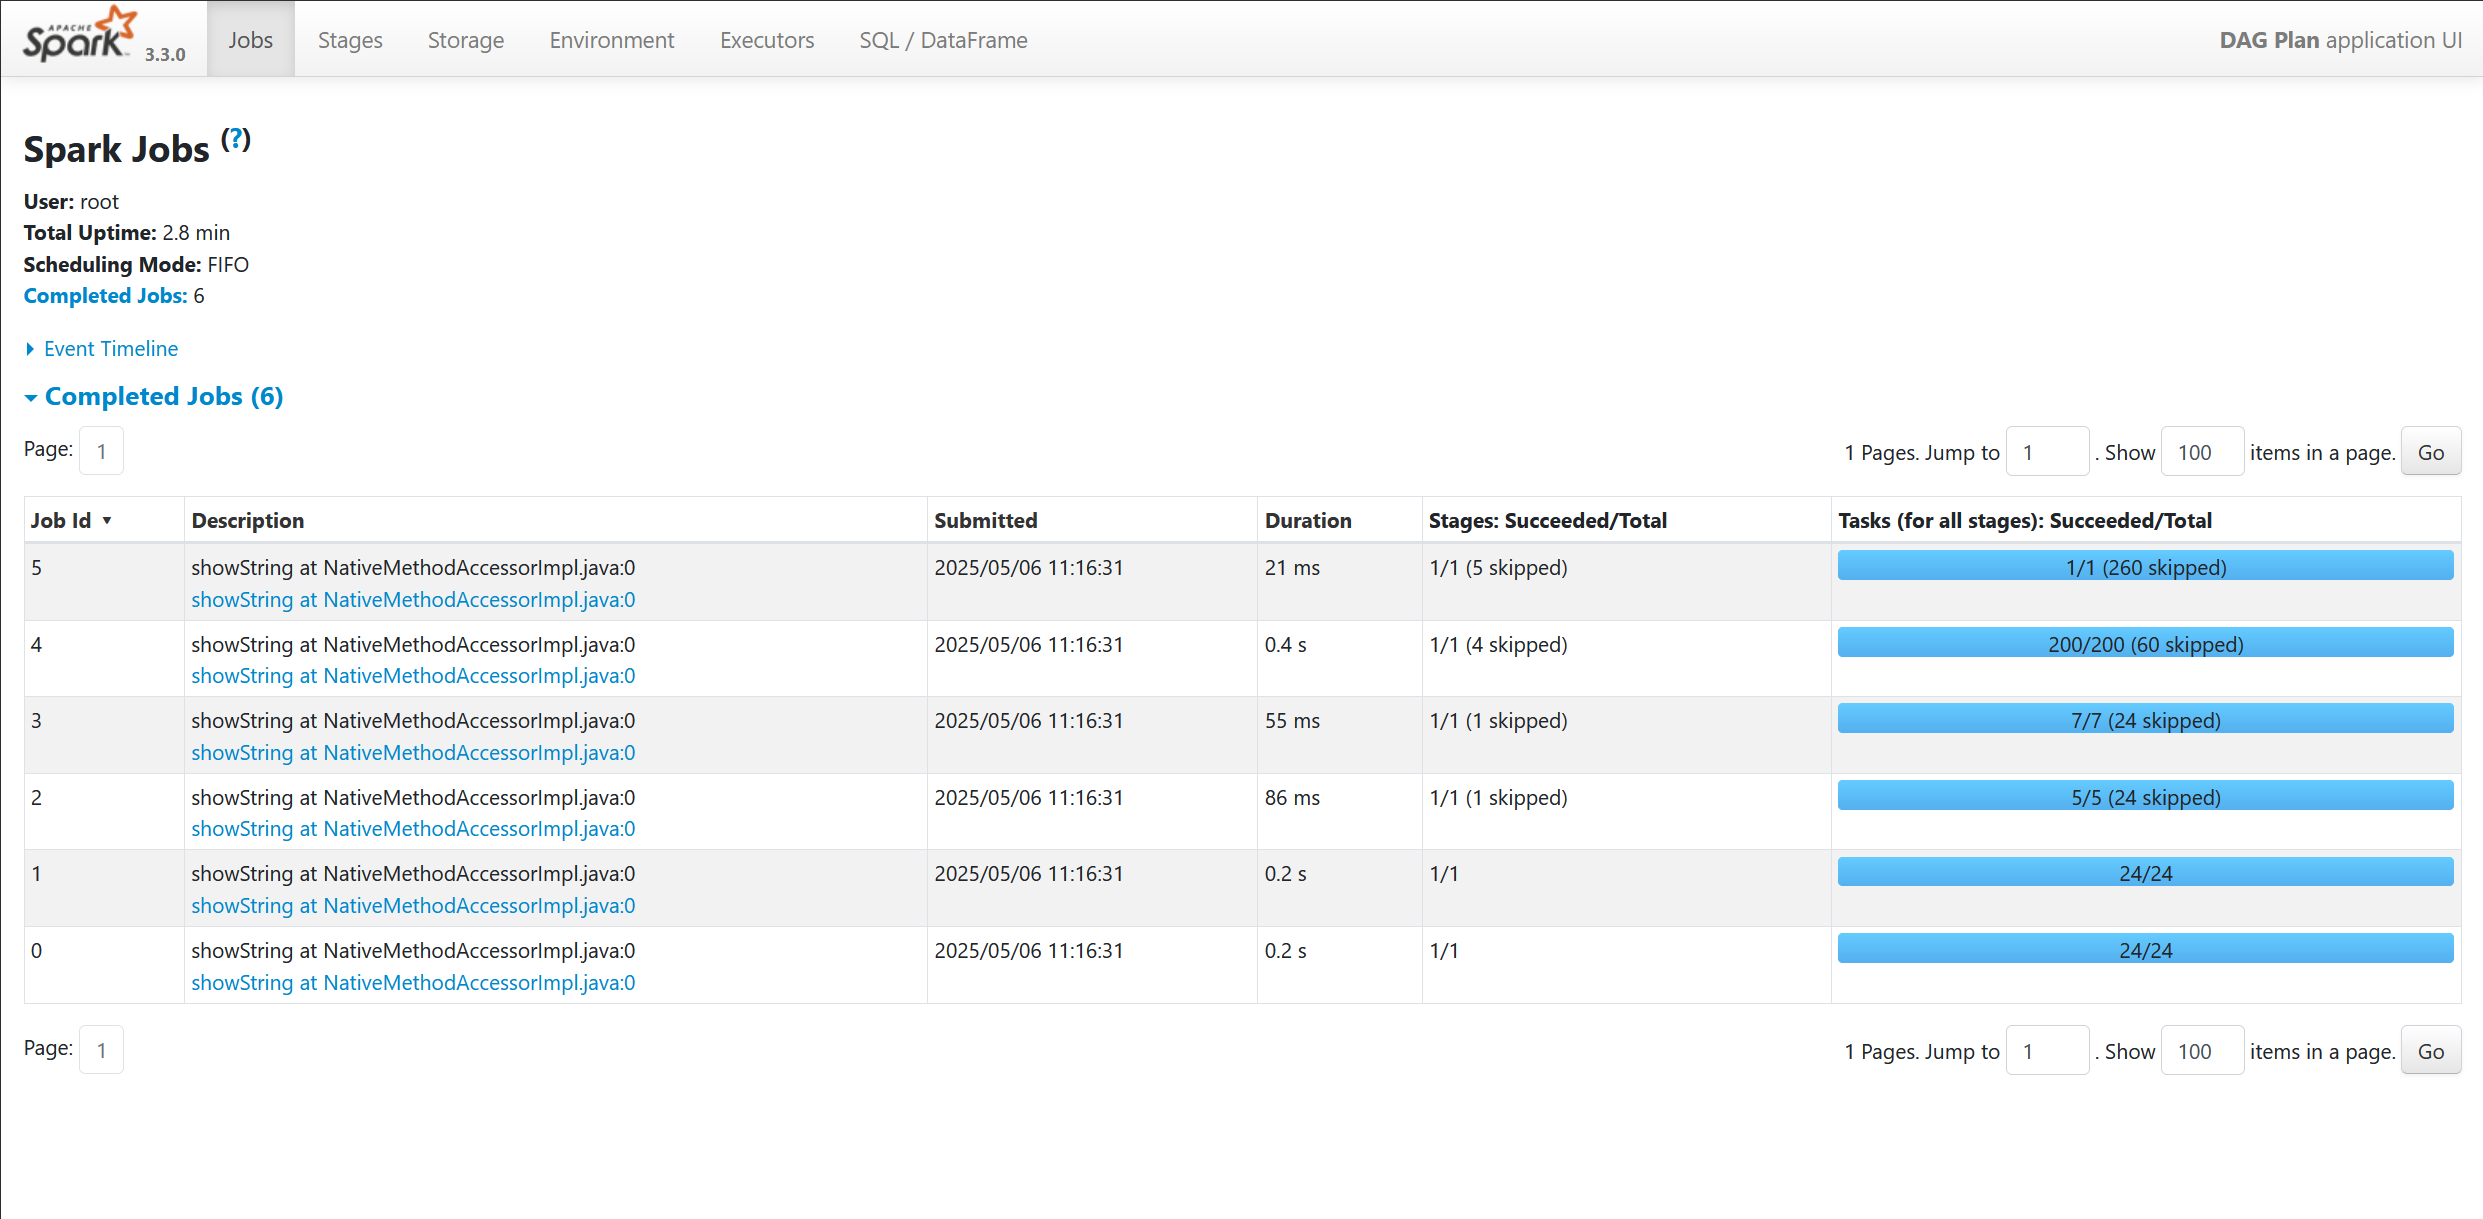 APACHE
Spark 3.3.0 Jobs Stages Storage Environment Executors SQL / DataFrame DAG Plan application UI
Spark Jobs (?)
User: root
Total Uptime: 2.8 min
Scheduling Mode: FIFO
Completed Jobs: 6
Event Timeline
Completed Jobs (6)
Page: 1 1 Pages. Jump to 1 . Show 100 items in a page. Go
Job Id ▼ Description Submitted Duration Stages: Succeeded/Total Tasks (for all stages): Succeeded/Total
5 showString at NativeMethodAccessorImpl.java:0 2025/05/06 11:16:31 21 ms 1/1 (5 skipped) 1/1 (260 skipped)
showString at NativeMethodAccessorImpl.java:0
4 showString at NativeMethodAccessorImpl.java:0 2025/05/06 11:16:31 0.4 s 1/1 (4 skipped) 200/200 (60 skipped)
showString at NativeMethodAccessorImpl.java:0
3 showString at NativeMethodAccessorImpl.java:0 2025/05/06 11:16:31 55 ms 1/1 (1 skipped) 7/7 (24 skipped)
showString at NativeMethodAccessorImpl.java:0
2 showString at NativeMethodAccessorImpl.java:0 2025/05/06 11:16:31 86 ms 1/1 (1 skipped) 5/5 (24 skipped)
showString at NativeMethodAccessorImpl.java:0
1 showString at NativeMethodAccessorImpl.java:0 2025/05/06 11:16:31 0.2 s 1/1 24/24
showString at NativeMethodAccessorImpl.java:0
0 showString at NativeMethodAccessorImpl.java:0 2025/05/06 11:16:31 0.2 s 1/1 24/24
showString at NativeMethodAccessorImpl.java:0
Page: 1 1 Pages. Jump to 1 . Show 100 items in a page. Go